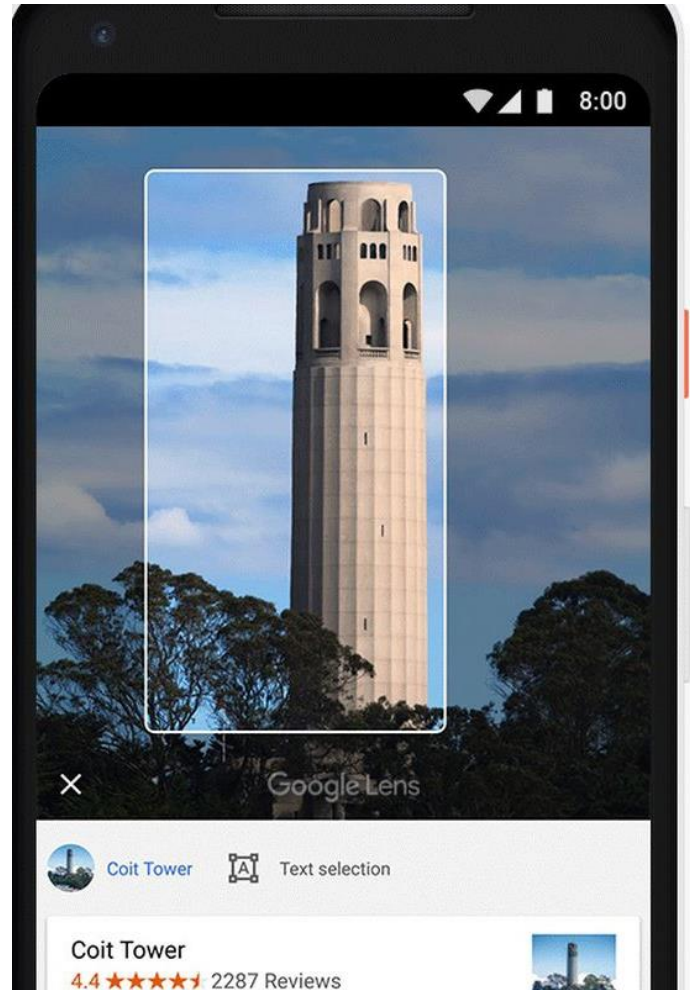 8:00
Google Lens
Coit Tower
A
Text selection
Coit Tower
4.4 2287 Reviews